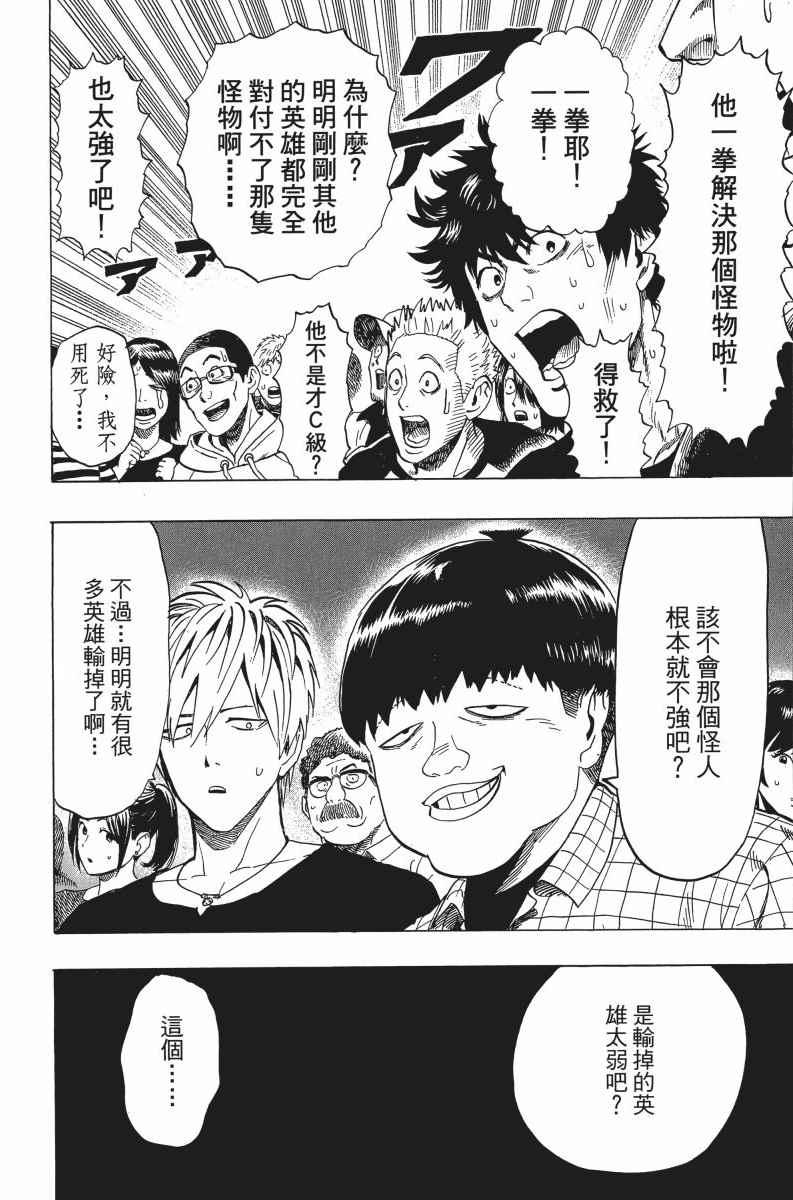 他一拳解決那個怪物啦！
一拳耶！
一拳！
得救了！
ワァ
アァ
ァァ
為什麼？
明明剛剛其他
的英雄都完全
對付不了那隻
怪物啊……
他不是才C級？
也太強了吧！
好險，我不
用死了…
該不會那個怪人
根本就不強吧？
不過…明明就有很
多英雄輸掉了啊…
是輸掉的英
雄太弱吧？
這個……